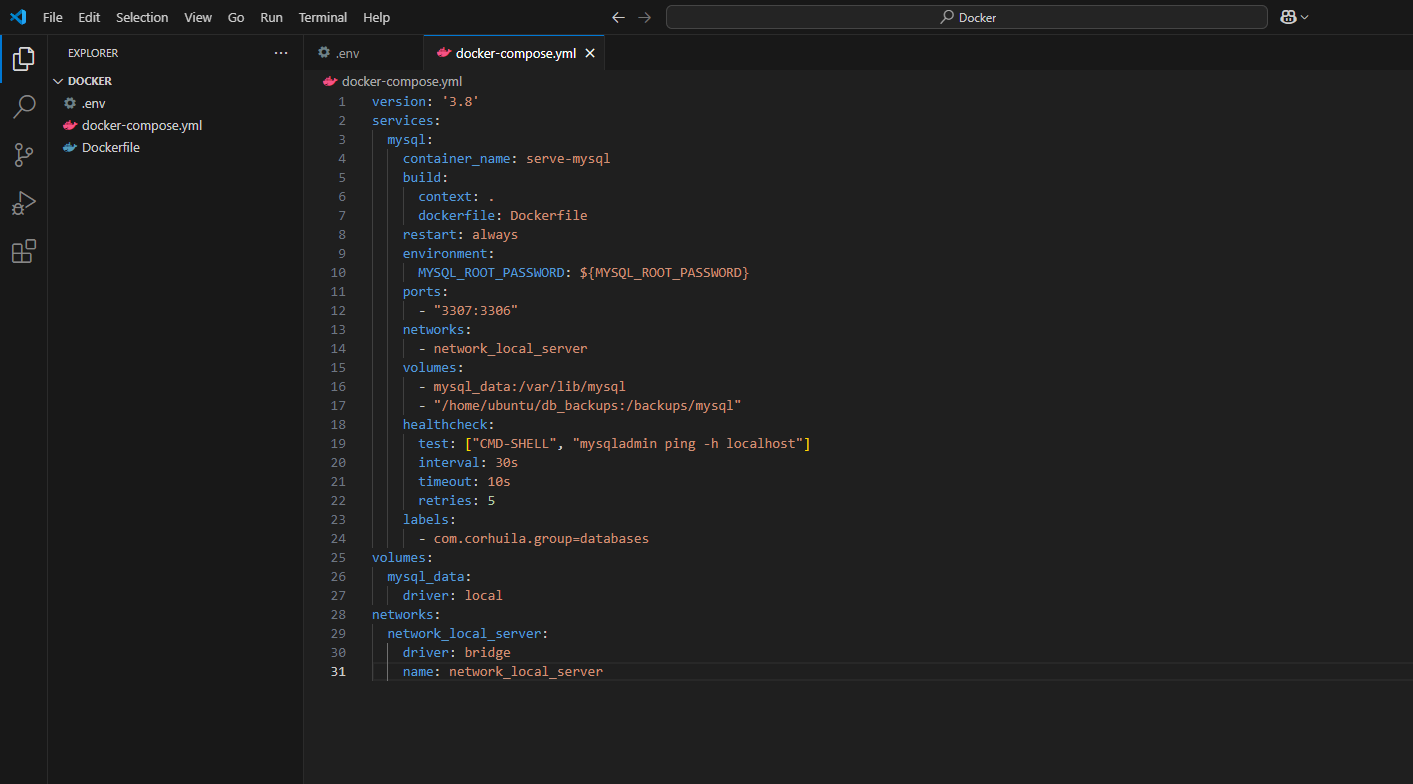 File Edit Selection View Go Run Terminal Help
Docker
EXPLORER
DOCKER
.env
docker-compose.yml
Dockerfile
.env
docker-compose.yml
docker-compose.yml
1 version: '3.8'
2 services:
3   mysql:
4     container_name: serve-mysql
5     build:
6       context: .
7       dockerfile: Dockerfile
8     restart: always
9     environment:
10       MYSQL_ROOT_PASSWORD: ${MYSQL_ROOT_PASSWORD}
11     ports:
12       - "3307:3306"
13     networks:
14       - network_local_server
15     volumes:
16       - mysql_data:/var/lib/mysql
17       - "/home/ubuntu/db_backups:/backups/mysql"
18     healthcheck:
19       test: ["CMD-SHELL", "mysqladmin ping -h localhost"]
20       interval: 30s
21       timeout: 10s
22       retries: 5
23     labels:
24       - com.corhuila.group=databases
25 volumes:
26   mysql_data:
27     driver: local
28 networks:
29   network_local_server:
30     driver: bridge
31     name: network_local_server